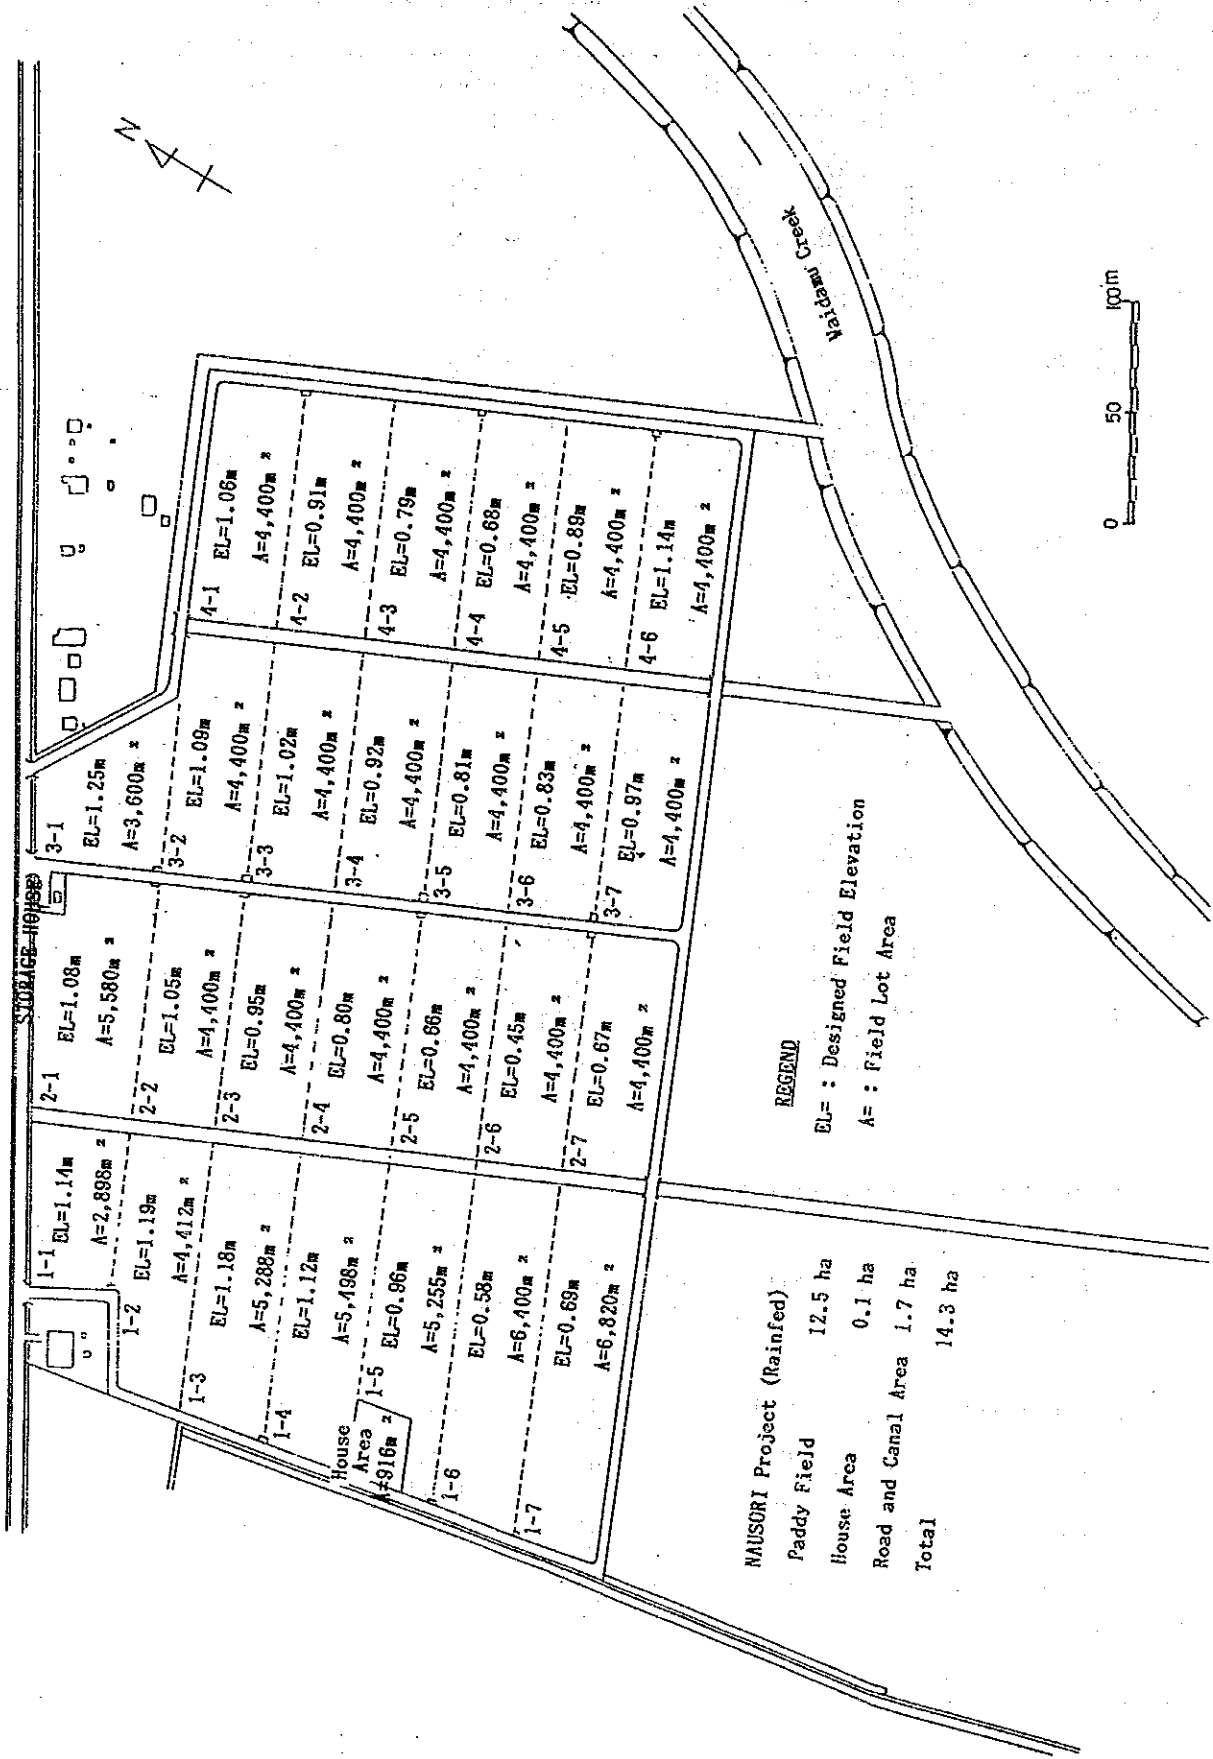 STORAGE HOUSE
N
1-1
EL=1.14m
A=2,898m²
1-2
EL=1.19m
A=4,412m²
1-3
EL=1.18m
A=5,288m²
1-4
EL=1.12m
A=5,498m²
1-5
EL=0.96m
A=5,255m²
House
Area
A=916m²
1-6
EL=0.58m
A=6,400m²
1-7
EL=0.69m
A=6,820m²
2-1
EL=1.08m
A=5,580m²
2-2
EL=1.05m
A=4,400m²
2-3
EL=0.95m
A=4,400m²
2-4
EL=0.80m
A=4,400m²
2-5
EL=0.66m
A=4,400m²
2-6
EL=0.45m
A=4,400m²
2-7
EL=0.67m
A=4,400m²
3-1
EL=1.25m
A=3,600m²
3-2
EL=1.09m
A=4,400m²
3-3
EL=1.02m
A=4,400m²
3-4
EL=0.92m
A=4,400m²
3-5
EL=0.81m
A=4,400m²
3-6
EL=0.83m
A=4,400m²
3-7
EL=0.97m
A=4,400m²
4-1
EL=1.06m
A=4,400m²
4-2
EL=0.91m
A=4,400m²
4-3
EL=0.79m
A=4,400m²
4-4
EL=0.68m
A=4,400m²
4-5
EL=0.89m
A=4,400m²
4-6
EL=1.14m
A=4,400m²
Naidamu Creek
NAUSORI Project (Rainfed)
Paddy Field 12.5 ha
House Area 0.1 ha
Road and Canal Area 1.7 ha
Total 14.3 ha
REGEND
EL= : Designed Field Elevation
A= : Field Lot Area
0 50 100m